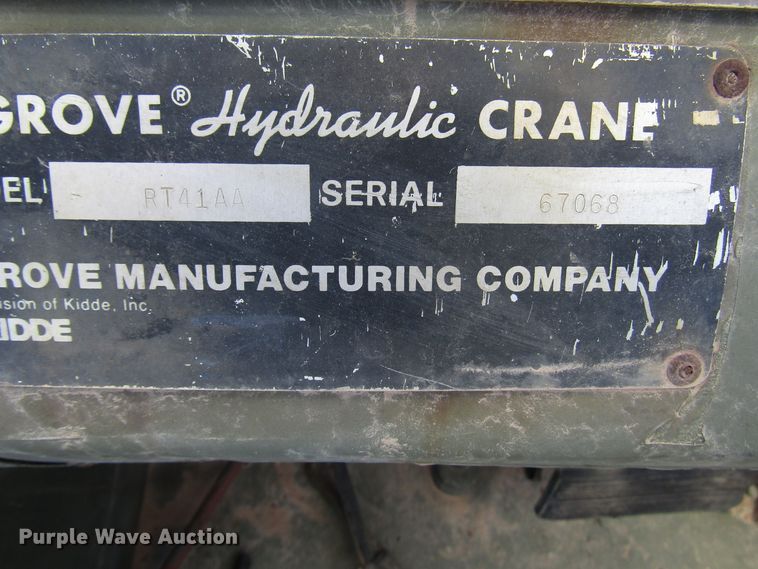 GROVE® Hydraulic CRANE
EL RT41AA SERIAL 67068
ROVE MANUFACTURING COMPANY
ision of Kidde, Inc.
IDDE
Purple Wave Auction